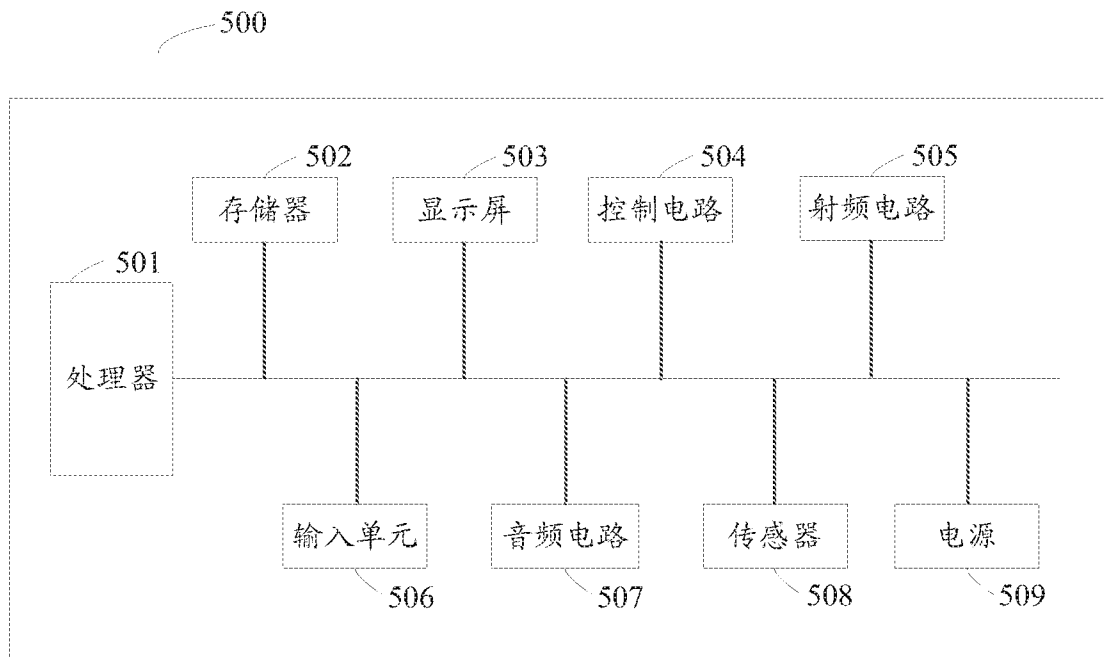 500
502
503
504
505
存储器
显示屏
控制电路
射频电路
501
处理器
输入单元
音频电路
传感器
电源
506
507
508
509